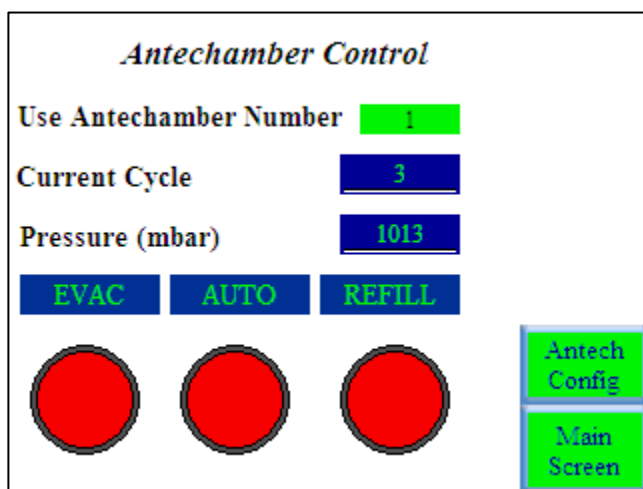 Antechamber Control
Use Antechamber Number 1
Current Cycle 3
Pressure (mbar) 1013
EVAC AUTO REFILL
Antech
Config
Main
Screen